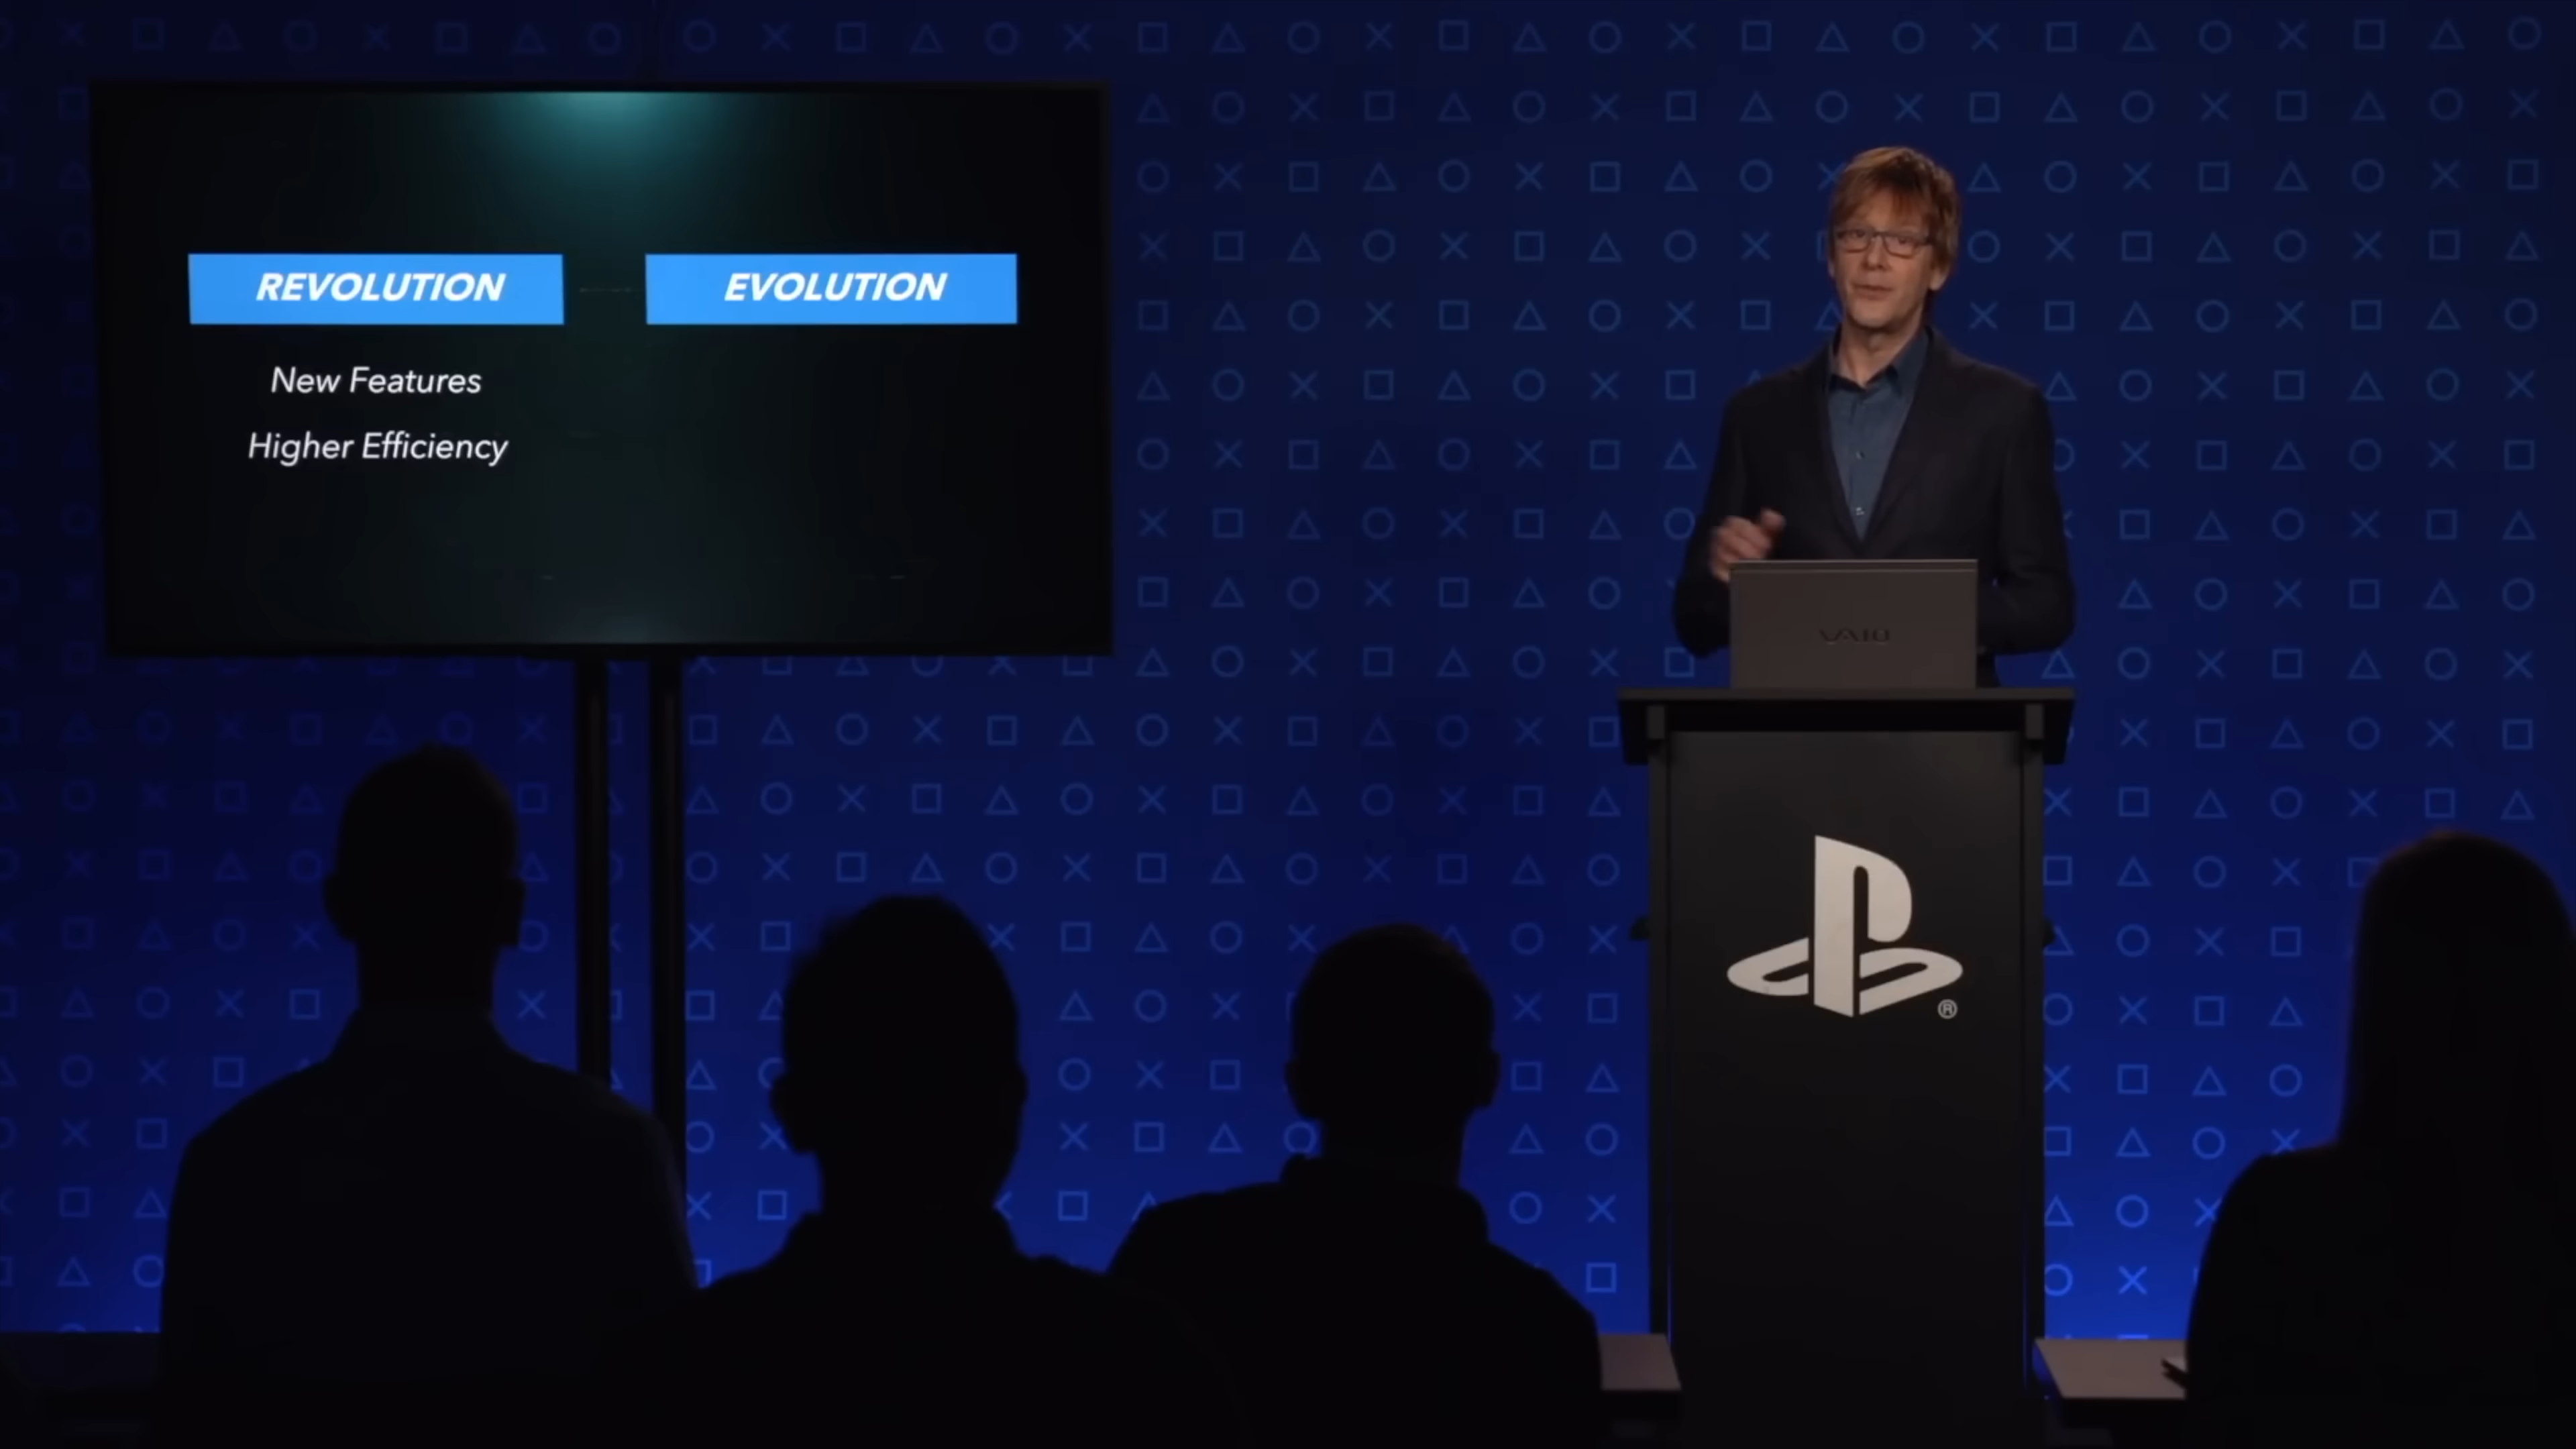 REVOLUTION
EVOLUTION
New Features
Higher Efficiency
VAIO
®